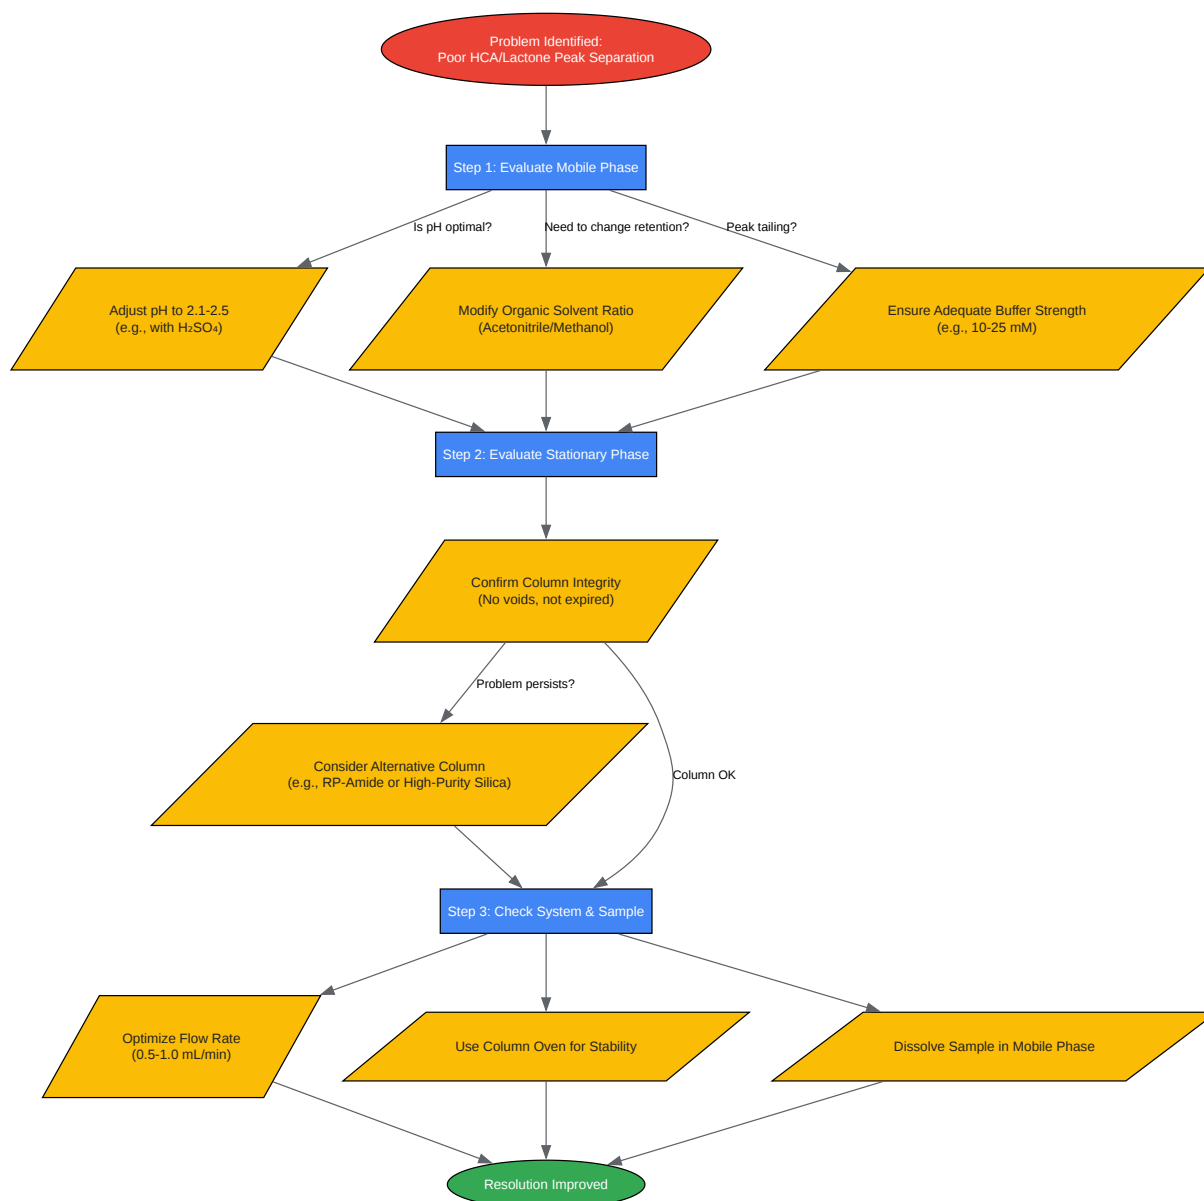 Problem Identified:
Poor HCA/Lactone Peak Separation
Step 1: Evaluate Mobile Phase
Is pH optimal?
Need to change retention?
Peak tailing?
Adjust pH to 2.1-2.5
(e.g., with H₂SO₄)
Modify Organic Solvent Ratio
(Acetonitrile/Methanol)
Ensure Adequate Buffer Strength
(e.g., 10-25 mM)
Step 2: Evaluate Stationary Phase
Confirm Column Integrity
(No voids, not expired)
Problem persists?
Consider Alternative Column
(e.g., RP-Amide or High-Purity Silica)
Column OK
Step 3: Check System & Sample
Optimize Flow Rate
(0.5-1.0 mL/min)
Use Column Oven for Stability
Dissolve Sample in Mobile Phase
Resolution Improved